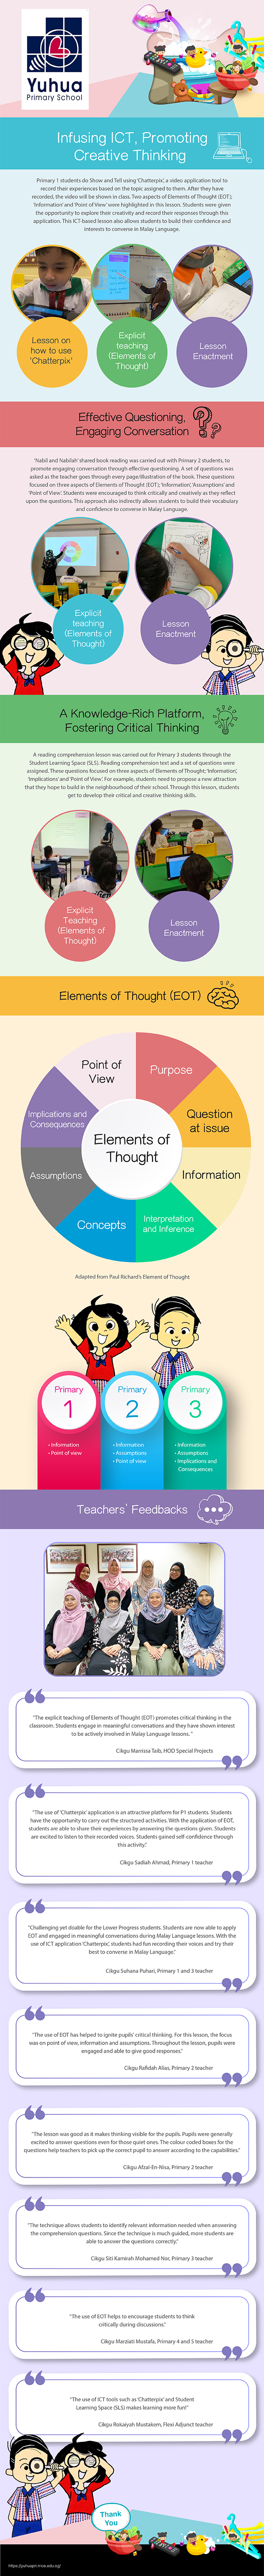 Yuhua
Primary School
Infusing ICT, Promoting
Creative Thinking
Primary 1 students do Show and Tell using 'Chatterpix', a video application tool to
record their experiences based on the topic assigned to them. After they have
recorded, the video will be shown in class. Two aspects of Elements of Thought (EOT);
'Information' and 'Point of View' were highlighted in this lesson. Students were given
the opportunity to explore their creativity and record their responses through this
application. This ICT-based lesson also allows students to build their confidence and
interests to converse in Malay Language.
Lesson on
how to use
'Chatterpix'
Explicit
teaching
(Elements of
Thought)
Lesson
Enactment
Effective Questioning,
Engaging Conversation
'Nabil and Nabilah' shared book reading was carried out with Primary 2 students, to
promote engaging conversation through effective questioning. A set of questions was
asked as the teacher goes through every page/illustration of the book. These questions
focused on three aspects of Elements of Thought (EOT); 'Information', 'Assumptions' and
'Point of View'. Students were encouraged to think critically and creatively as they reflect
upon the questions. This approach also indirectly allows students to build their vocabulary
and confidence to converse in Malay Language.
Explicit
teaching
(Elements of
Thought)
Lesson
Enactment
A Knowledge-Rich Platform,
Fostering Critical Thinking
A reading comprehension lesson was carried out for Primary 3 students through the
Student Learning Space (SLS). Reading comprehension text and a set of questions were
assigned. These questions focused on three aspects of Elements of Thought; 'Information',
'Implications' and 'Point of View'. For example, students need to propose a new attraction
that they hope to build in the neighbourhood of their school. Through this lesson, students
get to develop their critical and creative thinking skills.
Explicit
Teaching
(Elements of
Thought)
Lesson
Enactment
Elements of Thought (EOT)
Point of
View
Purpose
Implications and
Consequences
Question
at issue
Elements of
Thought
Assumptions
Information
Concepts
Interpretation
and Inference
Adapted from Paul Richard's Element of Thought
Primary
1
• Information
• Point of view
Primary
2
• Information
• Assumptions
• Point of view
Primary
3
• Information
• Assumptions
• Implications and
Consequences
Teachers' Feedbacks
"The explicit teaching of Elements of Thought (EOT) promotes critical thinking in the
classroom. Students engage in meaningful conversations and they have shown interest
to be actively involved in Malay Language lessons. "
Cikgu Marrissa Taib, HOD Special Projects
"The use of 'Chatterpix' application is an attractive platform for P1 students. Students
have the opportunity to carry out the structured activities. With the application of EOT,
students are able to share their experiences by answering the questions given. Students
are excited to listen to their recorded voices. Students gained self-confidence through
this activity."
Cikgu Sadiah Ahmad, Primary 1 teacher
"Challenging yet doable for the Lower Progress students. Students are now able to apply
EOT and engaged in meaningful conversations during Malay Language lessons. With the
use of ICT application 'Chatterpix', students had fun recording their voices and try their
best to converse in Malay Language."
Cikgu Suhana Puhari, Primary 1 and 3 teacher
"The use of EOT has helped to ignite pupils' critical thinking. For this lesson, the focus
was on point of view, information and assumptions. Throughout the lesson, pupils were
engaged and able to give good responses."
Cikgu Rafidah Alias, Primary 2 teacher
"The lesson was good as it makes thinking visible for the pupils. Pupils were generally
excited to answer questions even for those quiet ones. The colour coded boxes for the
questions help teachers to pick up the correct pupil to answer according to the capabilities."
Cikgu Afzal-En-Nisa, Primary 2 teacher
"The technique allows students to identify relevant information needed when answering
the comprehension questions. Since the technique is much guided, more students are
able to answer the questions correctly."
Cikgu Siti Kamirah Mohamed Nor, Primary 3 teacher
"The use of EOT helps to encourage students to think
critically during discussions."
Cikgu Marziati Mustafa, Primary 4 and 5 teacher
"The use of ICT tools such as 'Chatterpix' and Student
Learning Space (SLS) makes learning more fun!"
Cikgu Rokaiyah Mustakom, Flexi Adjunct teacher
Thank
You
https://yuhuapri.moe.edu.sg/